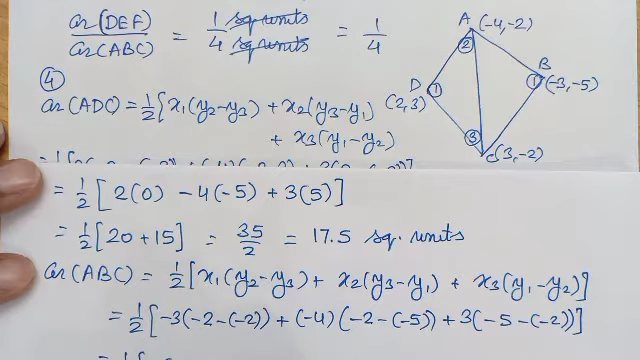 ar(DEF)/ar(ABC) = 1 sq. units/4 sq. units = 1/4
A (-4,-2)
②
B
D ① ① (-3,-5)
(2,3)
④
ar(ADC) = 1/2[x₁(y₂-y₃) + x₂(y₃-y₁)
+ x₃(y₁-y₂)
③
C(3,-2)
= 1/2[2(0) -4(-5) + 3(5)]
= 1/2[20+15] = 35/2 = 17.5 sq. units
ar(ABC) = 1/2[x₁(y₂-y₃) + x₂(y₃-y₁) + x₃(y₁-y₂)]
= 1/2[-3(-2-(-2)) + (-4)(-2-(-5)) + 3(-5-(-2))]